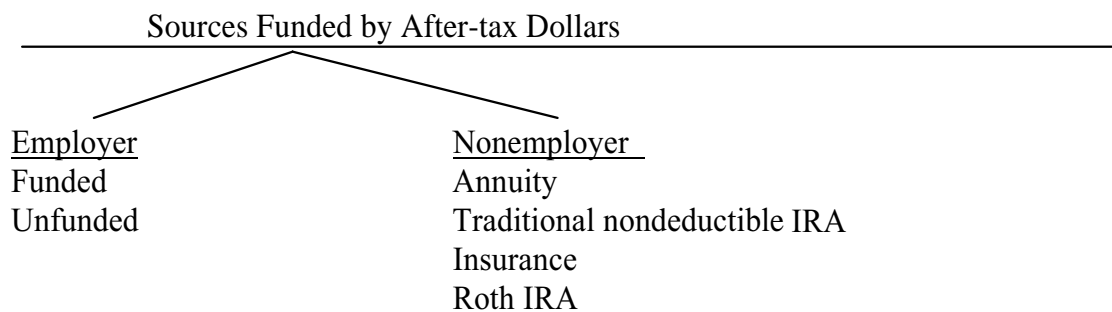 Sources Funded by After-tax Dollars
Employer
Funded
Unfunded
Nonemployer
Annuity
Traditional nondeductible IRA
Insurance
Roth IRA